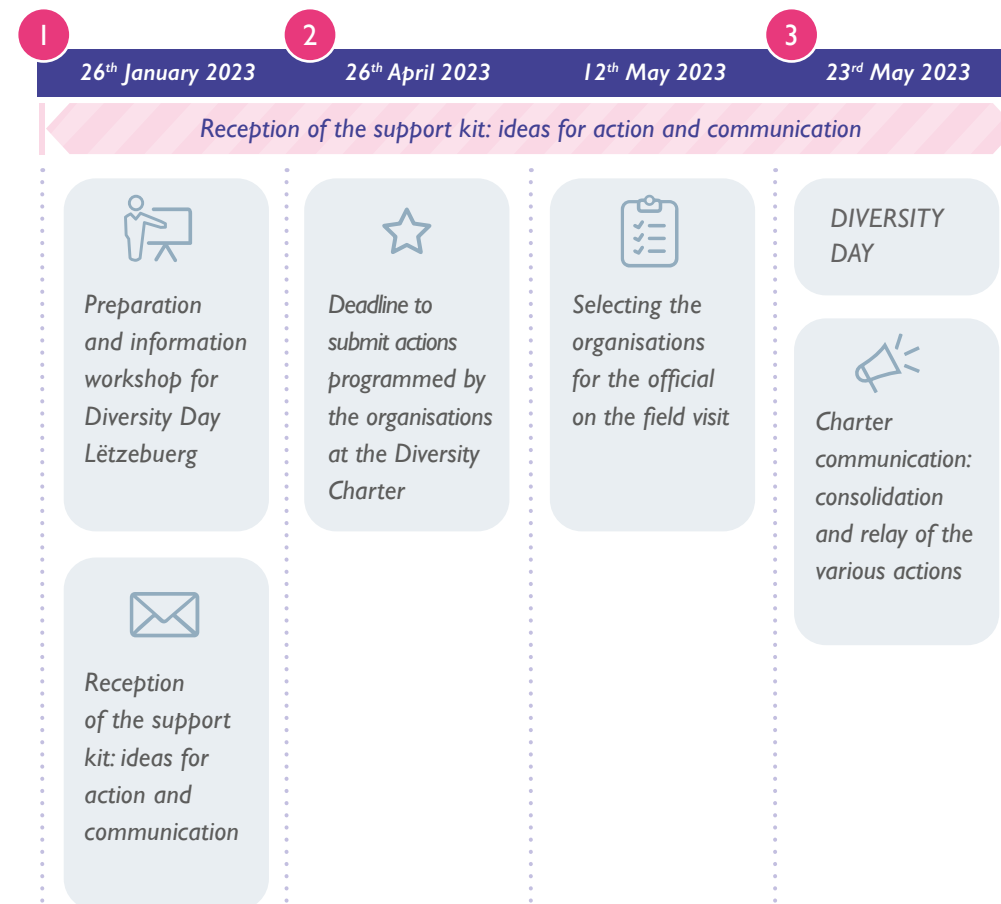 1
2
3
26th January 2023
26th April 2023
12th May 2023
23rd May 2023
Reception of the support kit: ideas for action and communication
Preparation
and information
workshop for
Diversity Day
Lëtzebuerg
Reception
of the support
kit: ideas for
action and
communication
Deadline to
submit actions
programmed by
the organisations
at the Diversity
Charter
Selecting the
organisations
for the official
on the field visit
DIVERSITY
DAY
Charter
communication:
consolidation
and relay of the
various actions